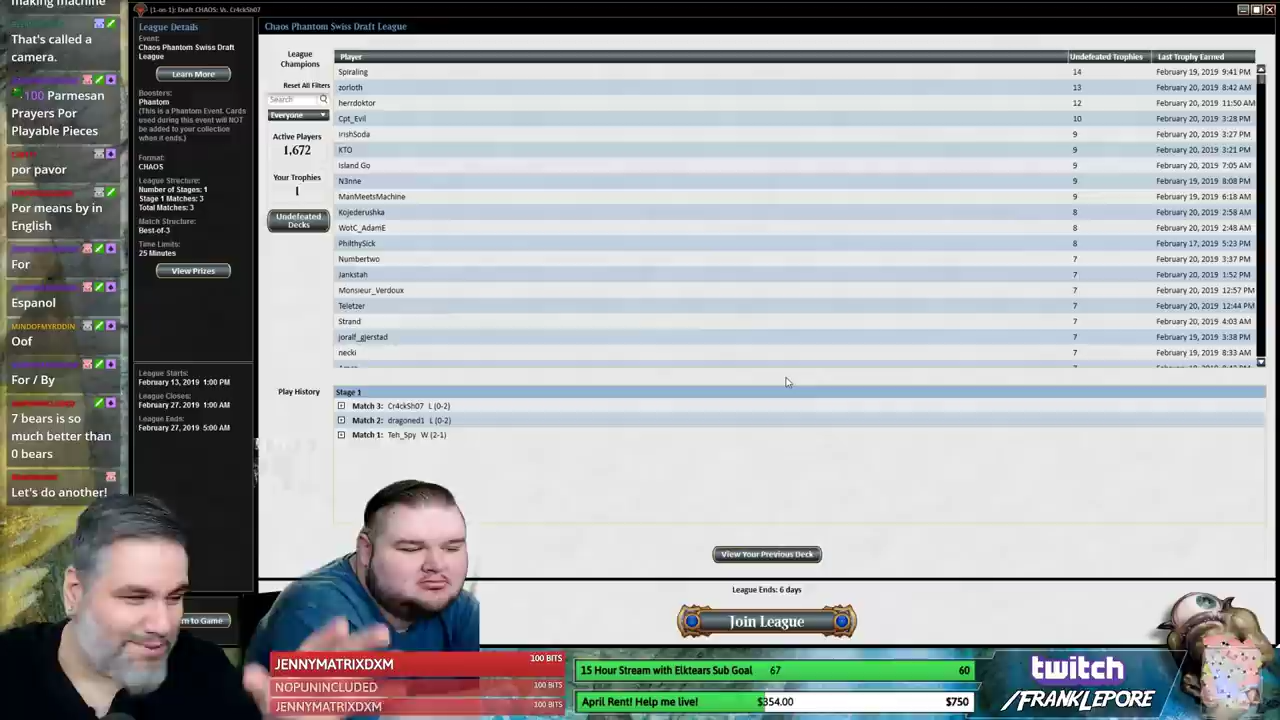 making machine
That's called a
camera.
100 Parmesan
Prayers Por
Playable Pieces
por pavor
Por means by in
English
For
Espanol
MINDOFMYRDDIN
Oof
For / By
7 bears is so
much better than
0 bears
Let's do another!
(1-on-1): Draft CHAOS: Vs. Cr4ckSh07
League Details
Event:
Chaos Phantom Swiss Draft
League
Learn More
Boosters:
Phantom
(This is a Phantom Event. Cards
used during this event will NOT
be added to your collection
when it ends.)
Format:
CHAOS
League Structure:
Number of Stages: 1
Stage 1 Matches: 3
Total Matches: 3
Match Structure:
Best-of-3
Time Limits:
25 Minutes
View Prizes
League Starts:
February 13, 2019 1:00 PM
League Closes:
February 27, 2019 1:00 AM
League Ends:
February 27, 2019 5:00 AM
rn to Game
Chaos Phantom Swiss Draft League
League
Champions
Reset All Filters
Search
Everyone
Active Players
1,672
Your Trophies
1
Undefeated
Decks
Player Undefeated Trophies Last Trophy Earned
Spiraling 14 February 19, 2019 9:41 PM
zorloth 13 February 20, 2019 8:42 AM
herrdoktor 12 February 20, 2019 11:50 AM
Cpt_Evil 10 February 20, 2019 3:28 PM
IrishSoda 9 February 20, 2019 3:27 PM
KTO 9 February 20, 2019 3:21 PM
Island Go 9 February 20, 2019 7:05 AM
N3nne 9 February 19, 2019 8:08 PM
ManMeetsMachine 9 February 19, 2019 6:18 AM
Kojederushka 8 February 20, 2019 2:58 AM
WotC_AdamE 8 February 20, 2019 2:48 AM
PhilthySick 8 February 17, 2019 5:23 PM
Numbertwo 7 February 20, 2019 3:37 PM
Jankstah 7 February 20, 2019 1:52 PM
Monsieur_Verdoux 7 February 20, 2019 12:57 PM
Teletzer 7 February 20, 2019 12:44 PM
Strand 7 February 20, 2019 4:03 AM
joralf_gjerstad 7 February 19, 2019 3:38 PM
necki 7 February 19, 2019 8:33 AM
Play History
Stage 1
Match 3: Cr4ckSh07 L (0-2)
Match 2: dragoned1 L (0-2)
Match 1: Teh_Spy W (2-1)
View Your Previous Deck
League Ends: 6 days
Join League
JENNYMATRIXDXM 100 BITS
NOPUNINCLUDED 100 BITS
JENNYMATRIXDXM 100 BITS
15 Hour Stream with Elktears Sub Goal 67 60
April Rent! Help me live! $354.00 $750
twitch
/FRANKLEPORE